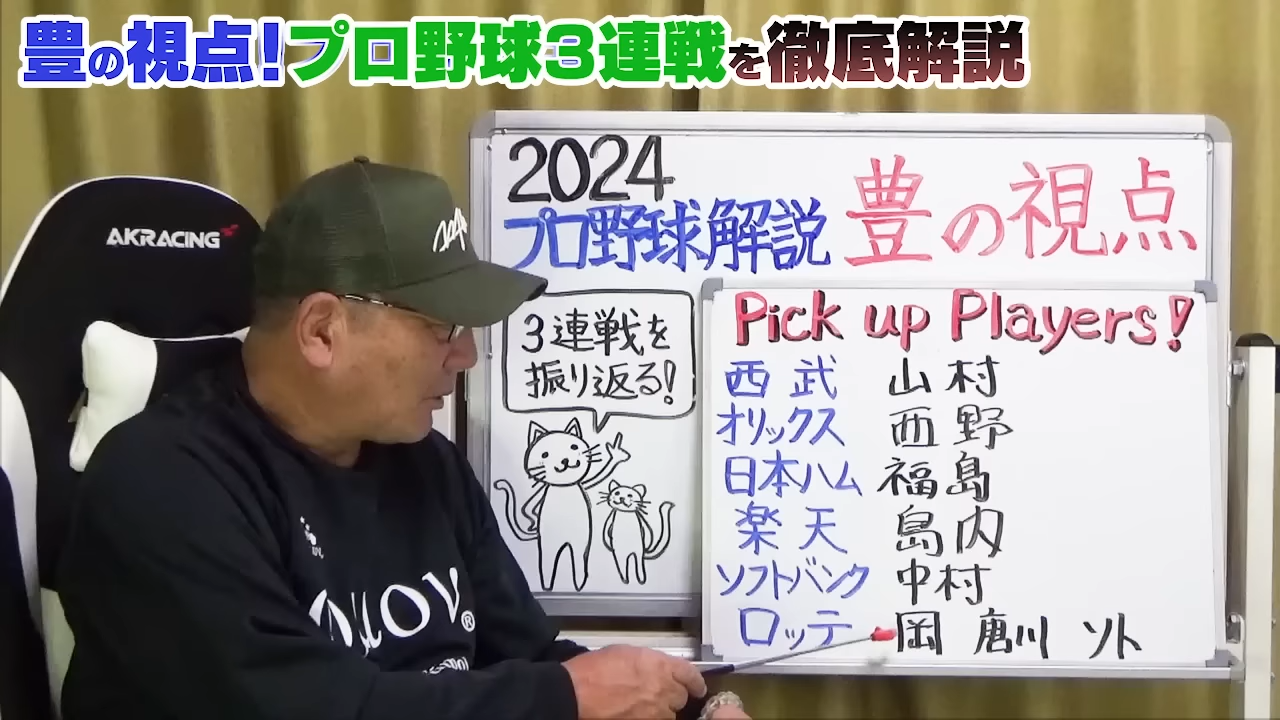 豊の視点!プロ野球3連戦を徹底解説
AKRACING
2024
プロ野球解説 豊の視点
3連戦を
振り返る!
Pick up Players!
西武 山村
オリックス 西野
日本ハム 福島
楽天 島内
ソフトバンク 中村
ロッテ 岡 唐川 ソト